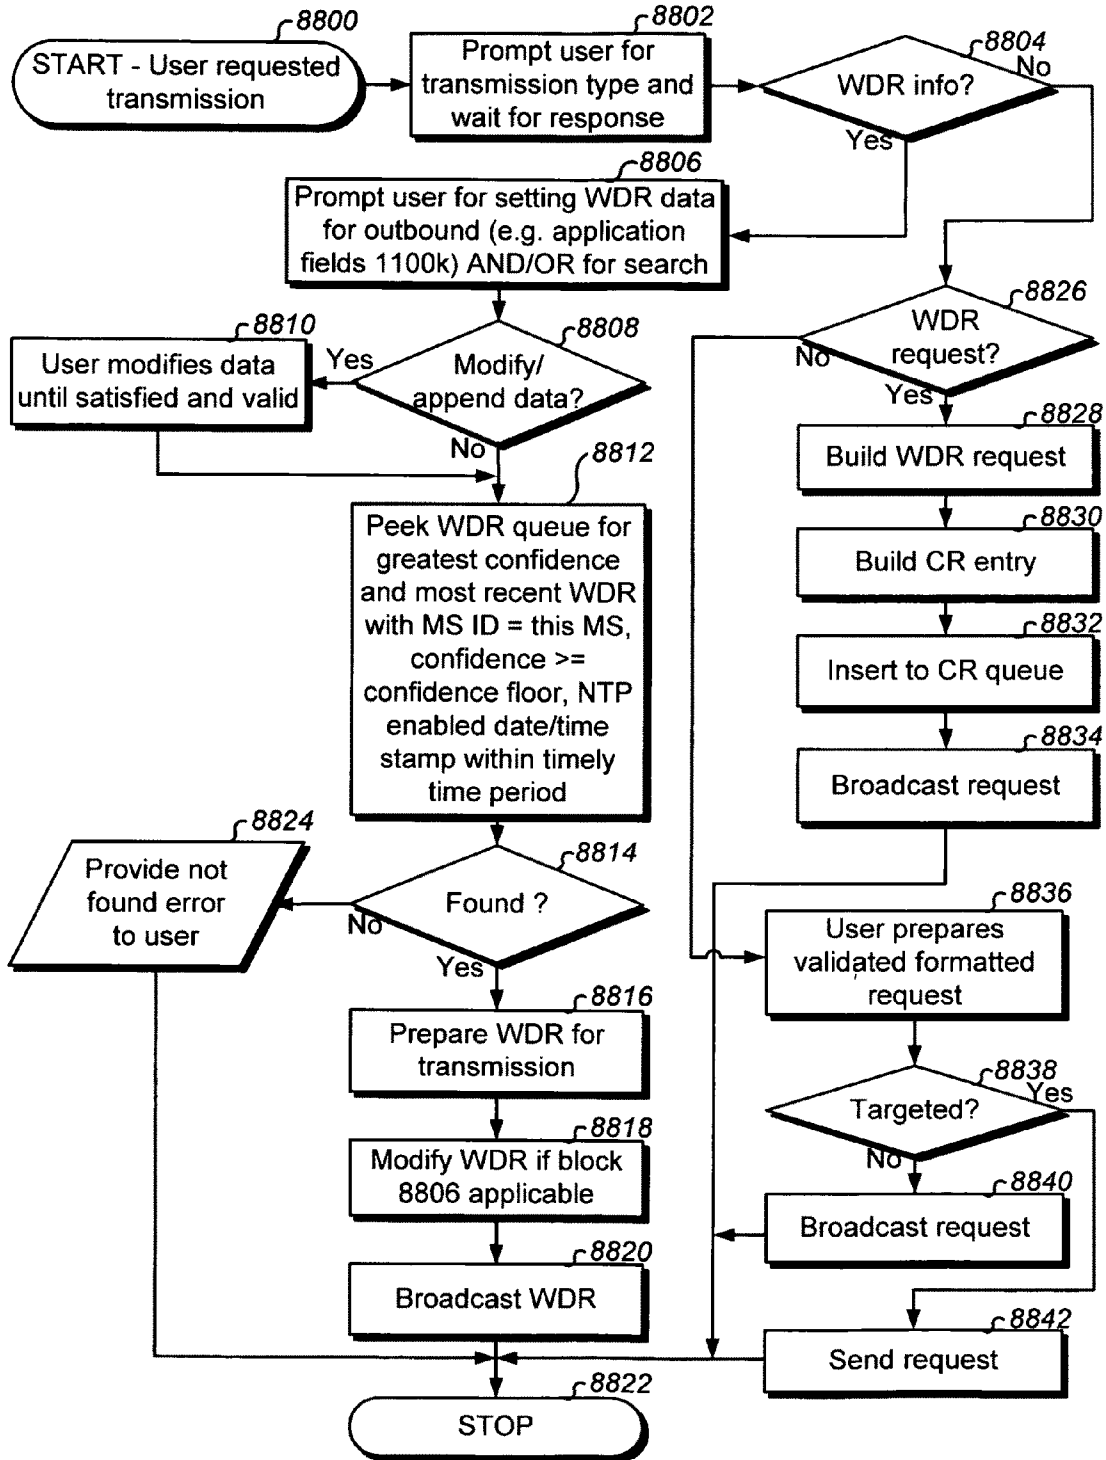 8800
START - User requested
transmission
8802
Prompt user for
transmission type and
wait for response
8804
WDR info?
No
Yes
8806
Prompt user for setting WDR data
for outbound (e.g. application
fields 1100k) AND/OR for search
8808
Modify/
append data?
Yes
No
8810
User modifies data
until satisfied and valid
8812
Peek WDR queue for
greatest confidence
and most recent WDR
with MS ID = this MS,
confidence >=
confidence floor, NTP
enabled date/time
stamp within timely
time period
8814
Found ?
No
Yes
8824
Provide not
found error
to user
8816
Prepare WDR for
transmission
8818
Modify WDR if block
8806 applicable
8820
Broadcast WDR
8822
STOP
8826
WDR
request?
No
Yes
8828
Build WDR request
8830
Build CR entry
8832
Insert to CR queue
8834
Broadcast request
8836
User prepares
validated formatted
request
8838
Targeted?
Yes
No
8840
Broadcast request
8842
Send request